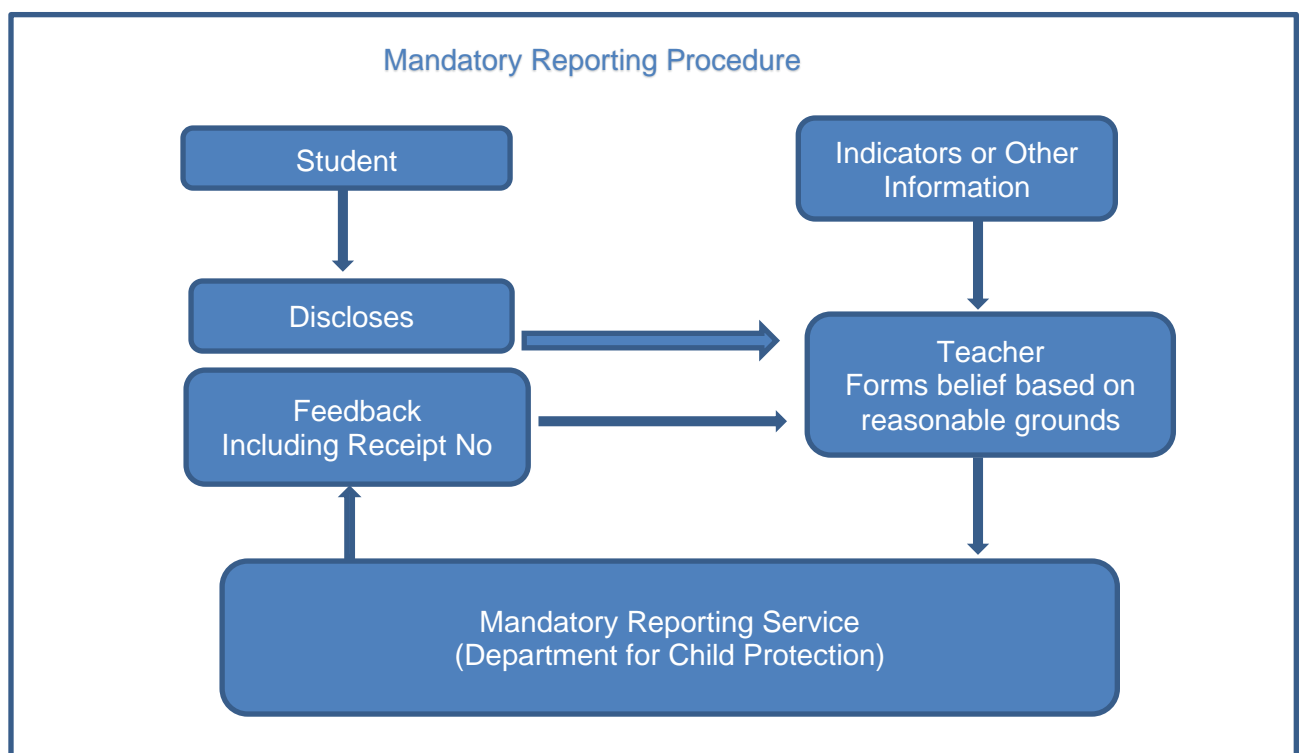 Mandatory Reporting Procedure
Student
Indicators or Other
Information
Discloses
Teacher
Forms belief based on
reasonable grounds
Feedback
Including Receipt No
Mandatory Reporting Service
(Department for Child Protection)